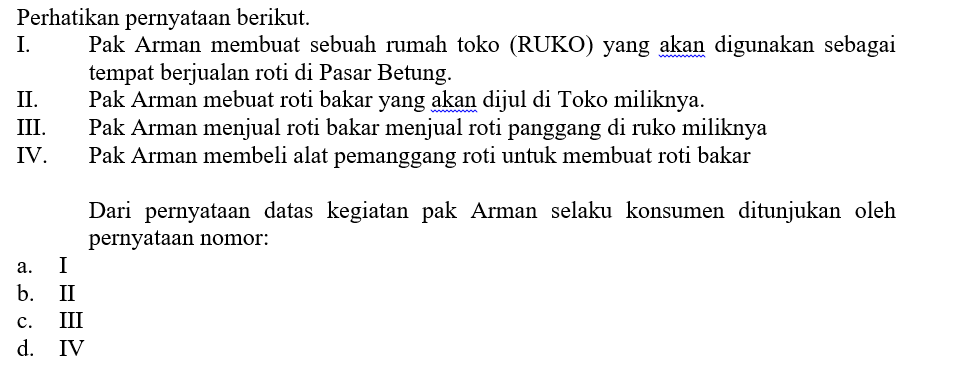 Perhatikan pernyataan berikut.
I. Pak Arman membuat sebuah rumah toko (RUKO) yang akan digunakan sebagai
tempat berjualan roti di Pasar Betung.
II. Pak Arman mebuat roti bakar yang akan dijul di Toko miliknya.
III. Pak Arman menjual roti bakar menjual roti panggang di ruko miliknya
IV. Pak Arman membeli alat pemanggang roti untuk membuat roti bakar
Dari pernyataan datas kegiatan pak Arman selaku konsumen ditunjukan oleh
pernyataan nomor:
a. I
b. II
c. III
d. IV